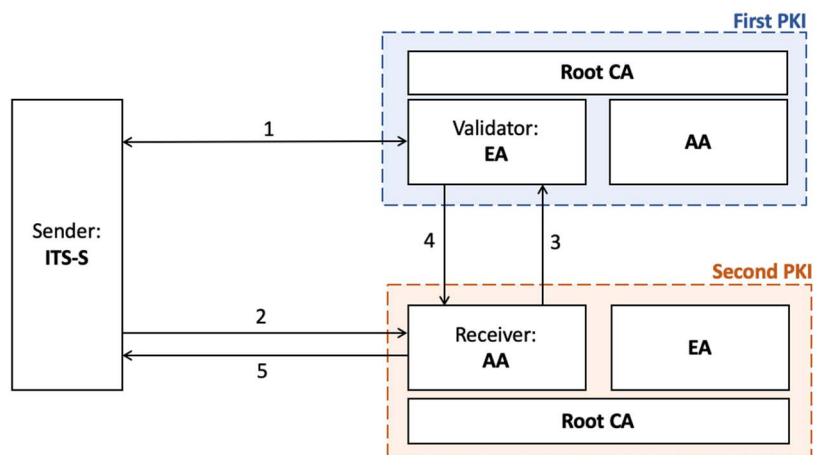 First PKI
Root CA
1
Validator:
EA
AA
Sender:
ITS-S
4
3
Second PKI
2
Receiver:
AA
EA
5
Root CA